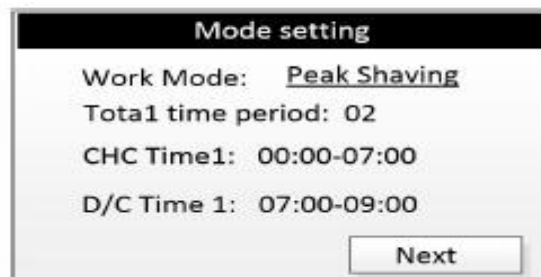 Mode setting
Work Mode: Peak Shaving
Tota1 time period: 02
CHC Time1: 00:00-07:00
D/C Time 1: 07:00-09:00
Next